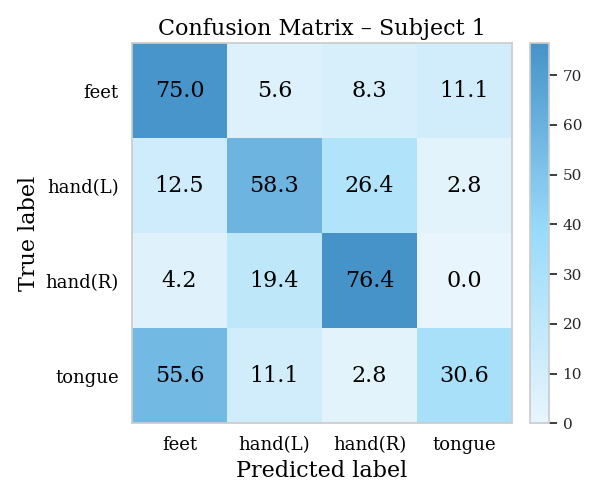 Confusion Matrix – Subject 1
feet 75.0 5.6 8.3 11.1
hand(L) 12.5 58.3 26.4 2.8
hand(R) 4.2 19.4 76.4 0.0
tongue 55.6 11.1 2.8 30.6
feet hand(L) hand(R) tongue
Predicted label
True label
70
60
50
40
30
20
10
0